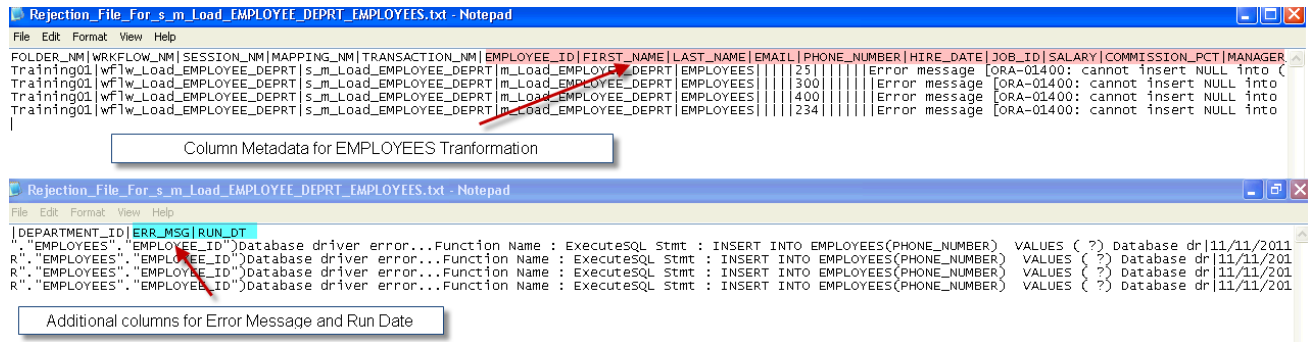 Rejection_File_For_s_m_Load_EMPLOYEE_DEPRT_EMPLOYEES.txt - Notepad
File Edit Format View Help
FOLDER_NM|WRKFLOW_NM|SESSION_NM|MAPPING_NM|TRANSACTION_NM|EMPLOYEE_ID|FIRST_NAME|LAST_NAME|EMAIL|PHONE_NUMBER|HIRE_DATE|JOB_ID|SALARY|COMMISSION_PCT|MANAGER
Training01|wflw_Load_EMPLOYEE_DEPRT|s_m_Load_EMPLOYEE_DEPRT|m_Load_EMPLOYEE_DEPRT|EMPLOYEES|||||25|||||||Error message [ORA-01400: cannot insert NULL into (
Training01|wflw_Load_EMPLOYEE_DEPRT|s_m_Load_EMPLOYEE_DEPRT|m_Load_EMPLOYEE_DEPRT|EMPLOYEES|||||300|||||||Error message [ORA-01400: cannot insert NULL into
Training01|wflw_Load_EMPLOYEE_DEPRT|s_m_Load_EMPLOYEE_DEPRT|m_Load_EMPLOYEE_DEPRT|EMPLOYEES|||||400|||||||Error message [ORA-01400: cannot insert NULL into
Training01|wflw_Load_EMPLOYEE_DEPRT|s_m_Load_EMPLOYEE_DEPRT|m_Load_EMPLOYEE_DEPRT|EMPLOYEES|||||234|||||||Error message [ORA-01400: cannot insert NULL into
Column Metadata for EMPLOYEES Tranformation
Rejection_File_For_s_m_Load_EMPLOYEE_DEPRT_EMPLOYEES.txt - Notepad
File Edit Format View Help
|DEPARTMENT_ID|ERR_MSG|RUN_DT
"."EMPLOYEES"."EMPLOYEE_ID")Database driver error...Function Name : ExecuteSQL Stmt : INSERT INTO EMPLOYEES(PHONE_NUMBER) VALUES ( ?) Database dr|11/11/2011
R"."EMPLOYEES"."EMPLOYEE_ID")Database driver error...Function Name : ExecuteSQL Stmt : INSERT INTO EMPLOYEES(PHONE_NUMBER) VALUES ( ?) Database dr|11/11/201
R"."EMPLOYEES"."EMPLOYEE_ID")Database driver error...Function Name : ExecuteSQL Stmt : INSERT INTO EMPLOYEES(PHONE_NUMBER) VALUES ( ?) Database dr|11/11/201
R"."EMPLOYEES"."EMPLOYEE_ID")Database driver error...Function Name : ExecuteSQL Stmt : INSERT INTO EMPLOYEES(PHONE_NUMBER) VALUES ( ?) Database dr|11/11/201
Additional columns for Error Message and Run Date